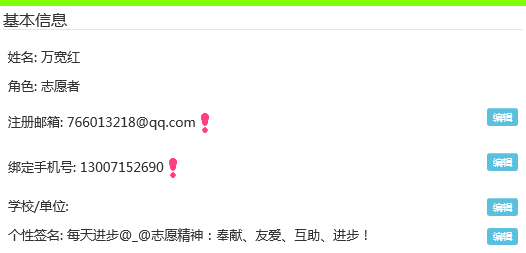 基本信息
姓名: 万宽红
角色: 志愿者
注册邮箱: 766013218@qq.com
编辑
绑定手机号: 13007152690
编辑
学校/单位:
编辑
个性签名: 每天进步@_@志愿精神：奉献、友爱、互助、进步！
编辑